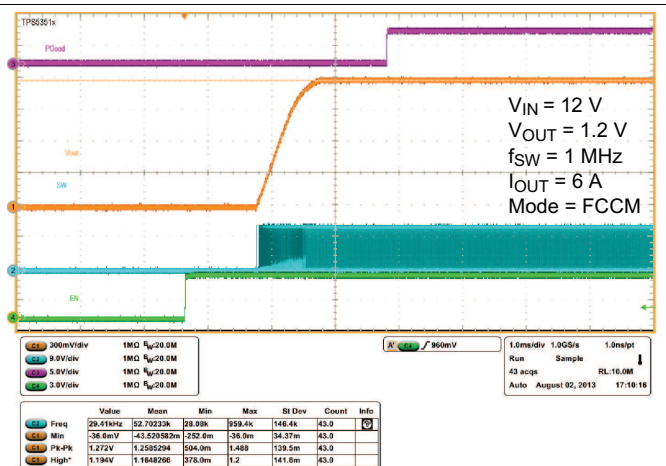 TPS5351x
PGood
3
VIN = 12 V
VOUT = 1.2 V
fSW = 1 MHz
IOUT = 6 A
Mode = FCCM
Vout
SW
1
2
EN
4
C1 300mV/div 1MΩ BW:20.0M
C2 9.0V/div 1MΩ BW:20.0M
C3 5.0V/div 1MΩ BW:20.0M
C4 3.0V/div 1MΩ BW:20.0M
A' C4 960mV
1.0ms/div 1.0GS/s 1.0ns/pt
Run Sample
43 acqs RL:10.0M
Auto August 02, 2013 17:10:16
Value Mean Min Max St Dev Count Info
C2 Freq 29.41kHz 52.70233k 28.08k 959.4k 146.4k 43.0
C1 Min -36.0mV -43.520582m -252.0m -36.0m 34.37m 43.0
C1 Pk-Pk 1.272V 1.2585294 504.0m 1.488 139.5m 43.0
C1 High* 1.194V 1.1648266 378.0m 1.2 141.6m 43.0